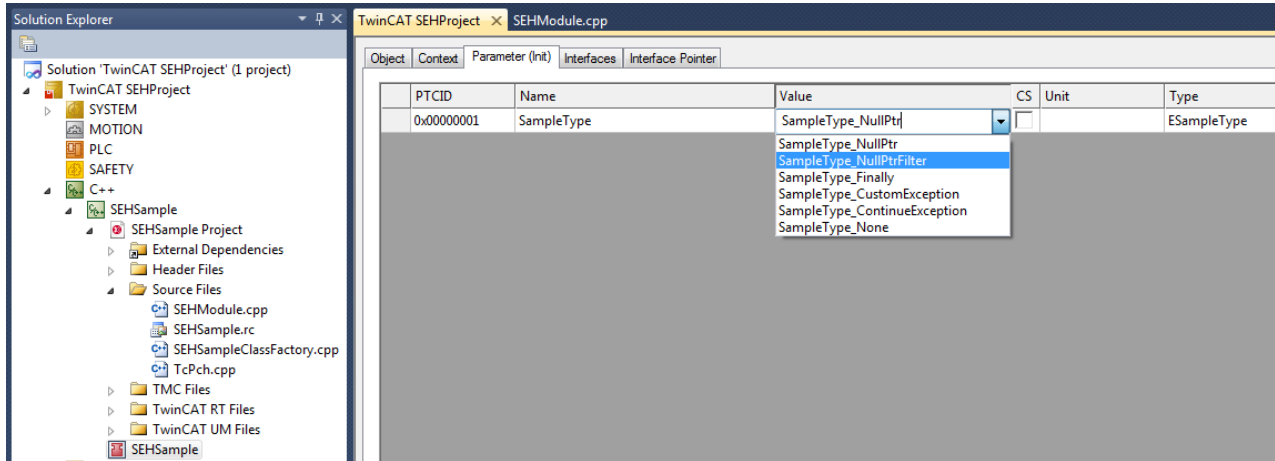 Solution Explorer
Solution 'TwinCAT SEHProject' (1 project)
TwinCAT SEHProject
SYSTEM
MOTION
PLC
SAFETY
C++
SEHSample
SEHSample Project
External Dependencies
Header Files
Source Files
SEHModule.cpp
SEHSample.rc
SEHSampleClassFactory.cpp
TcPch.cpp
TMC Files
TwinCAT RT Files
TwinCAT UM Files
SEHSample
TwinCAT SEHProject SEHModule.cpp
Object Context Parameter (Init) Interfaces Interface Pointer
PTCID Name Value CS Unit Type
0x00000001 SampleType SampleType_NullPtr ESampleType
SampleType_NullPtr
SampleType_NullPtrFilter
SampleType_Finally
SampleType_CustomException
SampleType_ContinueException
SampleType_None